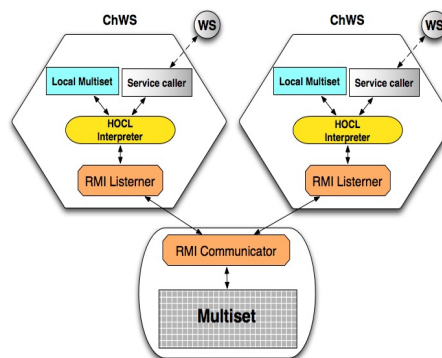 ChWS
WS
ChWS
WS
Local Multiset
Service caller
Local Multiset
Service caller
HOCL
Interpreter
HOCL
Interpreter
RMI Listerner
RMI Listerner
RMI Communicator
Multiset